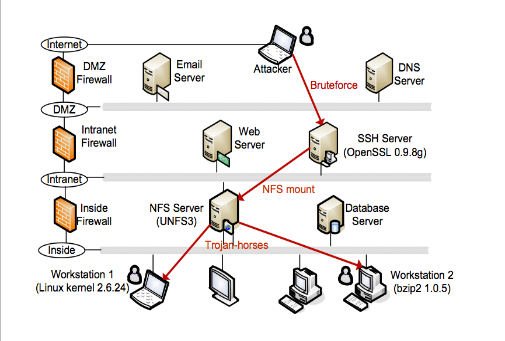 Internet
DMZ
Firewall
Email
Server
Attacker
DNS
Server
Bruteforce
DMZ
Intranet
Firewall
Web
Server
SSH Server
(OpenSSL 0.9.8g)
Intranet
NFS mount
Inside
Firewall
NFS Server
(UNFS3)
Database
Server
Trojan-horses
Inside
Workstation 1
(Linux kernel 2.6.24)
Workstation 2
(bzip2 1.0.5)